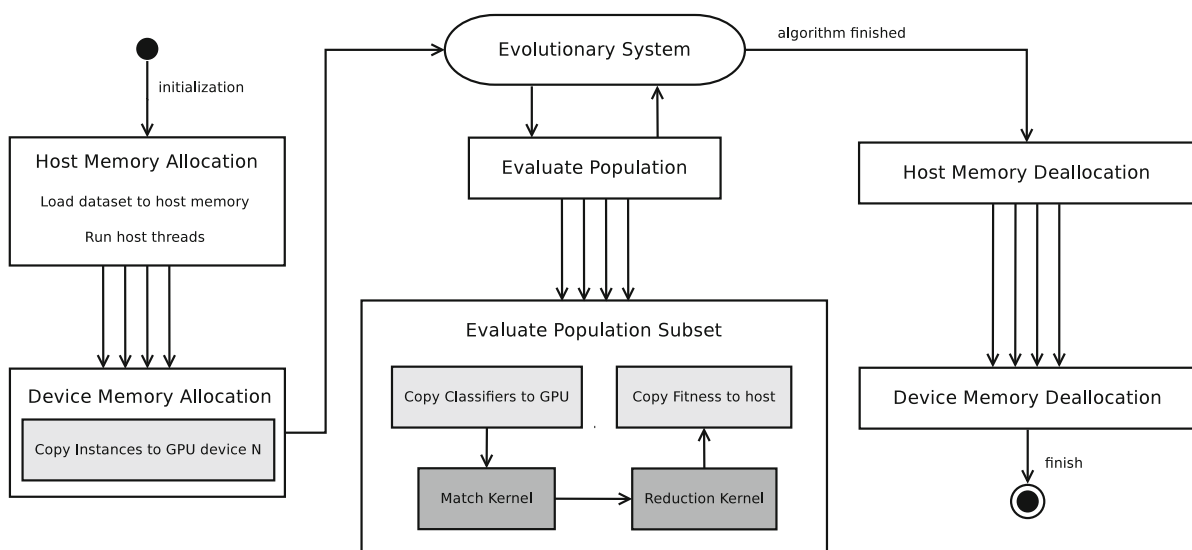 initialization
Host Memory Allocation
Load dataset to host memory
Run host threads
Device Memory Allocation
Copy Instances to GPU device N
Evolutionary System
algorithm finished
Evaluate Population
Evaluate Population Subset
Copy Classifiers to GPU
Copy Fitness to host
Match Kernel
Reduction Kernel
Host Memory Deallocation
Device Memory Deallocation
finish